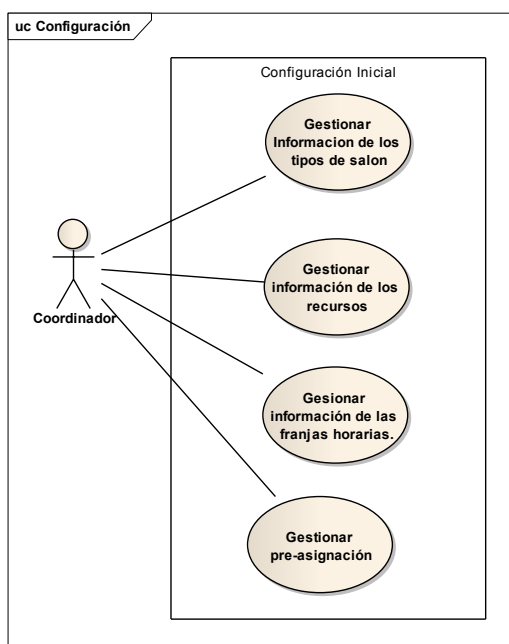 uc Configuración
Configuración Inicial
Gestionar
Informacion de los
tipos de salon
Gestionar
información de los
recursos
Coordinador
Gesionar
información de las
franjas horarias.
Gestionar
pre-asignación